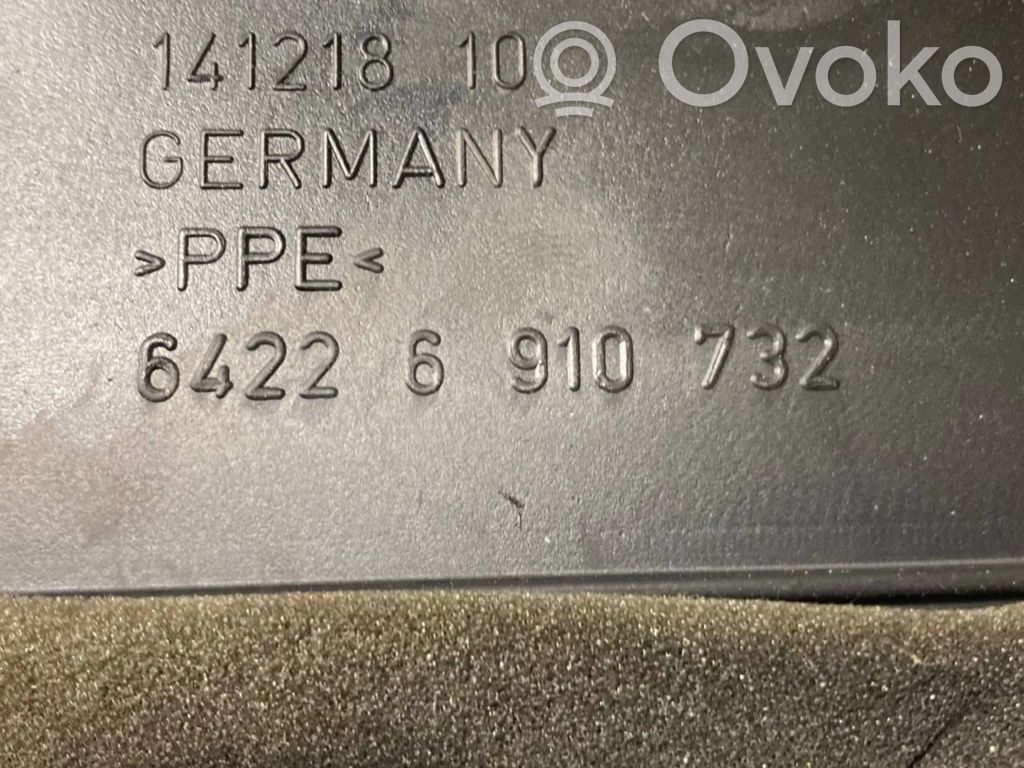 141218 10
Ovoko
GERMANY
>PPE<
6422 6 910 732